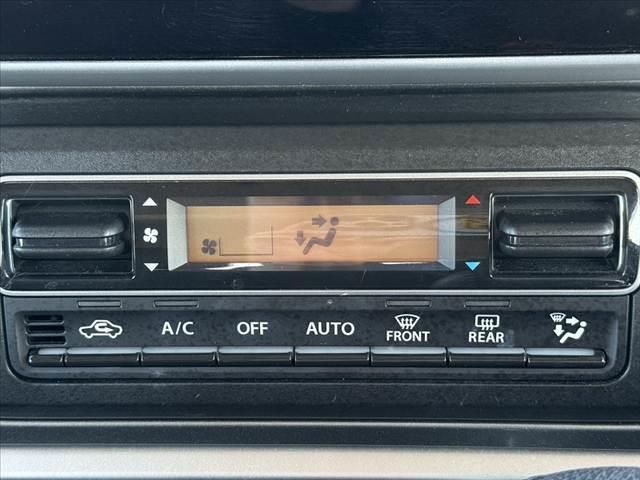 A/C OFF AUTO FRONT REAR